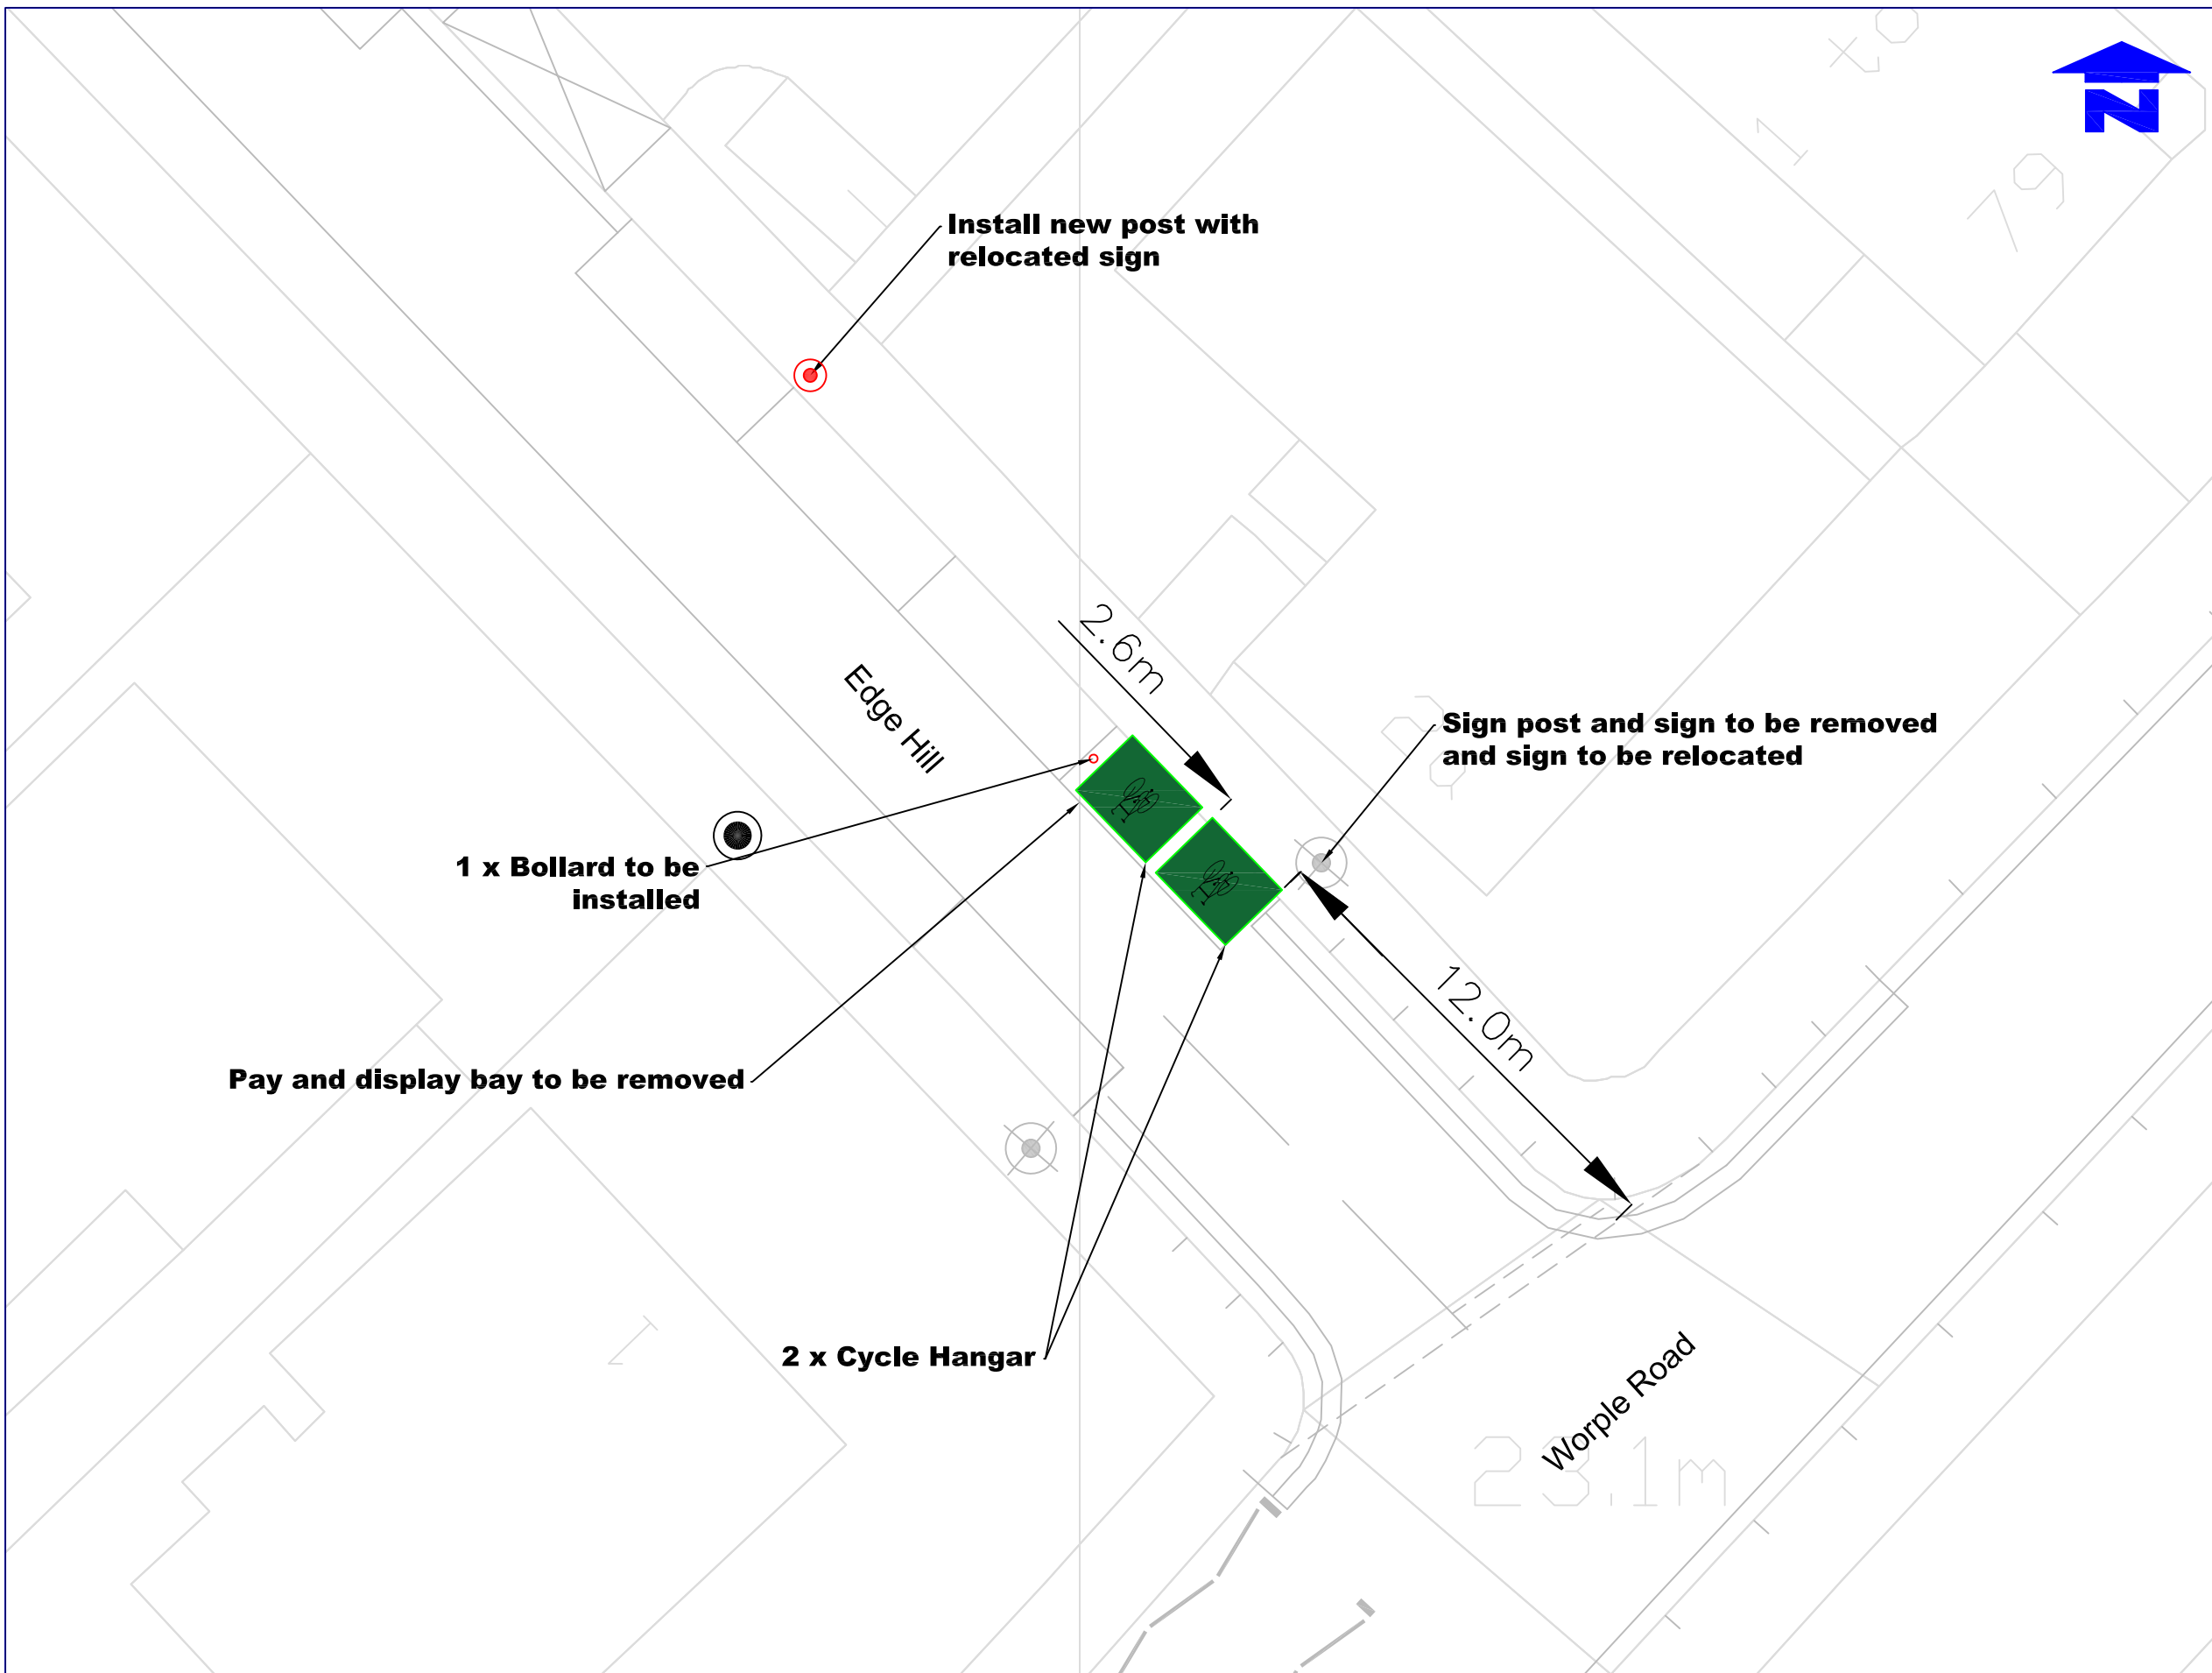 N
Install new post with
relocated sign
79
2.6m
Edge Hill
Sign post and sign to be removed
and sign to be relocated
1 x Bollard to be
installed
12.0m
Pay and display bay to be removed
2 x Cycle Hangar
1
Worple Road
23.1m